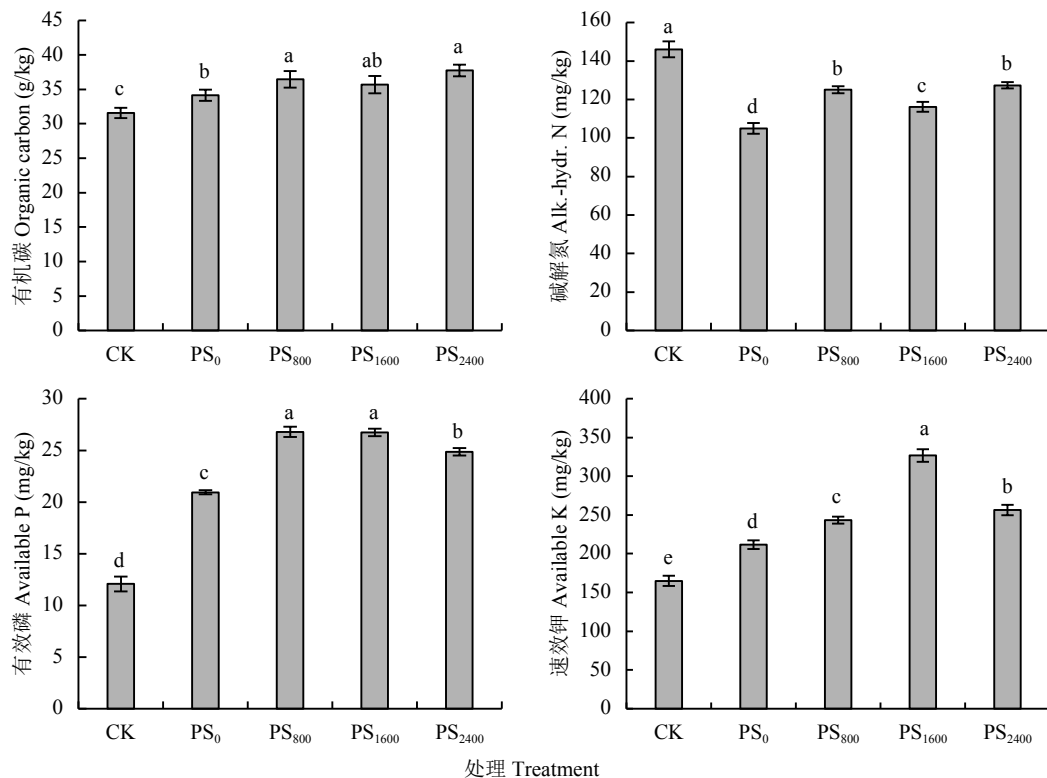 有机碳 Organic carbon (g/kg)
45
40
35
30
25
20
15
10
5
0
c
b
a
ab
a
CK
PS₀
PS₈₀₀
PS₁₆₀₀
PS₂₄₀₀
碱解氮 Alk.-hydr. N (mg/kg)
160
140
120
100
80
60
40
20
0
a
d
b
c
b
CK
PS₀
PS₈₀₀
PS₁₆₀₀
PS₂₄₀₀
有效磷 Available P (mg/kg)
30
25
20
15
10
5
0
d
c
a
a
b
CK
PS₀
PS₈₀₀
PS₁₆₀₀
PS₂₄₀₀
速效钾 Available K (mg/kg)
400
350
300
250
200
150
100
50
0
e
d
c
a
b
CK
PS₀
PS₈₀₀
PS₁₆₀₀
PS₂₄₀₀
处理 Treatment